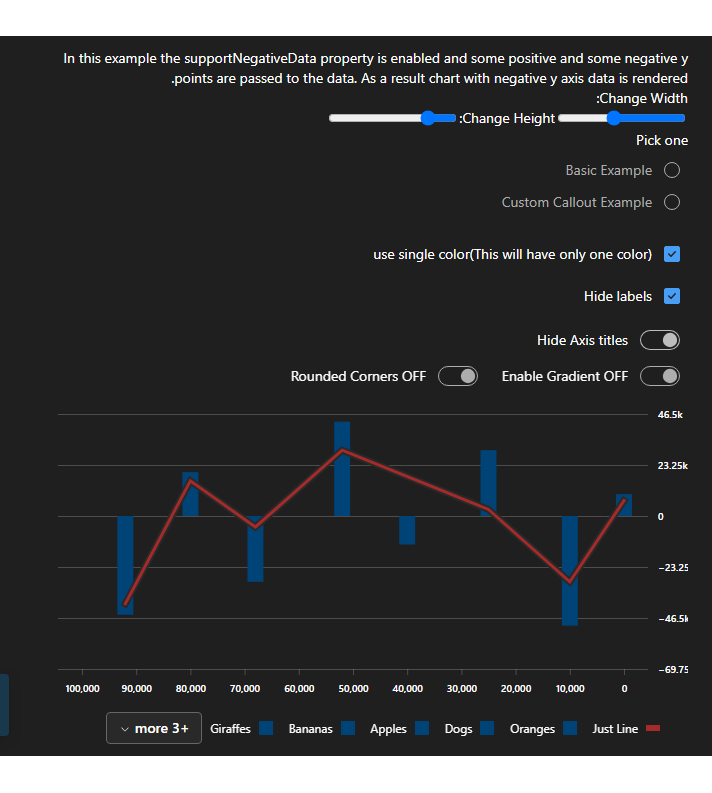 In this example the supportNegativeData property is enabled and some positive and some negative y
.points are passed to the data. As a result chart with negative y axis data is rendered
:Change Width
:Change Height
Pick one
Basic Example
Custom Callout Example
use single color(This will have only one color)
Hide labels
Hide Axis titles
Rounded Corners OFF Enable Gradient OFF
46.5k
23.25k
0
−23.25
−46.5k
−69.75
100,000 90,000 80,000 70,000 60,000 50,000 40,000 30,000 20,000 10,000 0
more 3+ Giraffes Bananas Apples Dogs Oranges Just Line